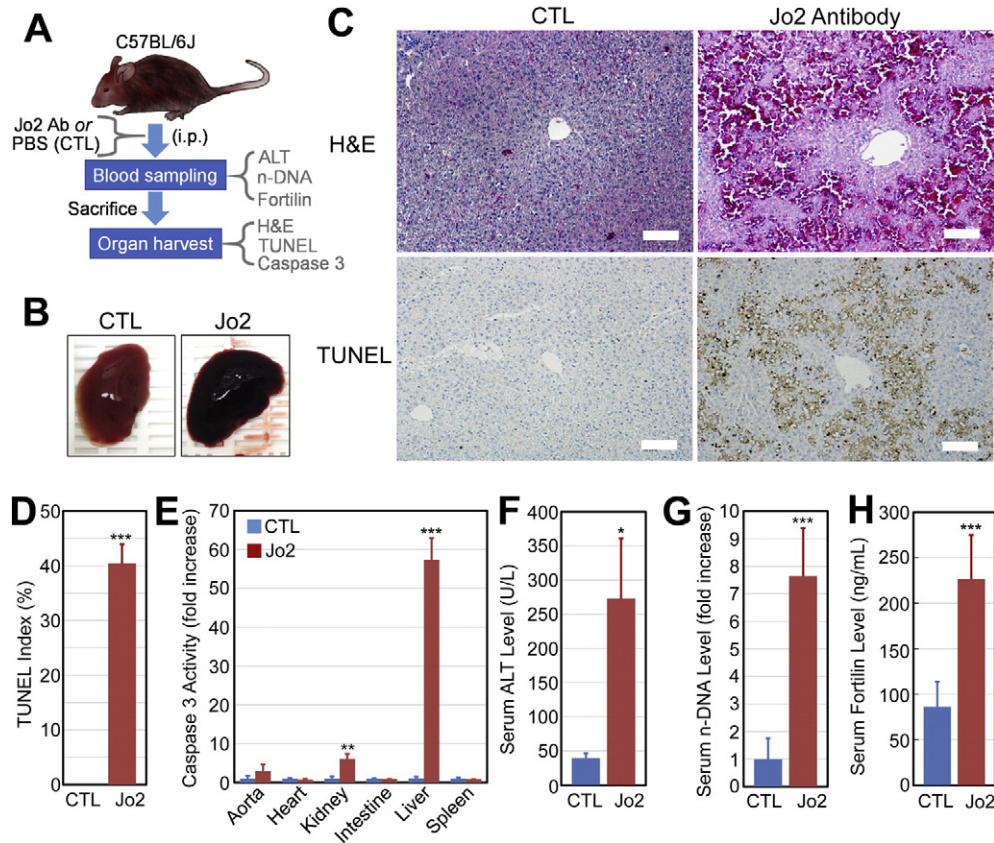 A
C57BL/6J
Jo2 Ab or
PBS (CTL)
(i.p.)
Blood sampling
ALT
n-DNA
Fortilin
Sacrifice
Organ harvest
H&E
TUNEL
Caspase 3
B
CTL
Jo2
C
CTL
Jo2 Antibody
H&E
TUNEL
D
TUNEL Index (%)
50
40
30
20
10
0
***
CTL
Jo2
E
Caspase 3 Activity (fold increase)
70
60
50
40
30
20
10
0
CTL
Jo2
**
***
Aorta
Heart
Kidney
Intestine
Liver
Spleen
F
Serum ALT Level (U/L)
400
350
300
250
200
150
100
50
0
*
CTL
Jo2
G
Serum n-DNA Level (fold increase)
10
9
8
7
6
5
4
3
2
1
0
***
CTL
Jo2
H
Serum Fortilin Level (ng/mL)
300
250
200
150
100
50
0
***
CTL
Jo2